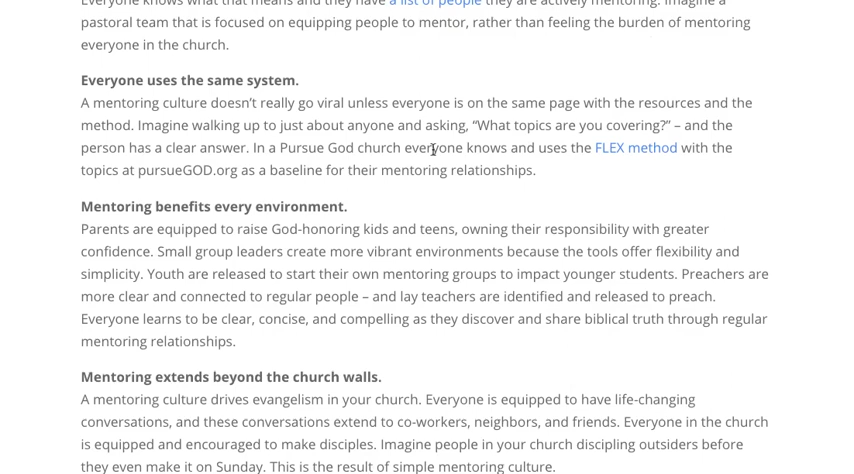 Everyone knows what that means and they have a list of people they are actively mentoring. Imagine a
pastoral team that is focused on equipping people to mentor, rather than feeling the burden of mentoring
everyone in the church.
Everyone uses the same system.
A mentoring culture doesn’t really go viral unless everyone is on the same page with the resources and the
method. Imagine walking up to just about anyone and asking, “What topics are you covering?” – and the
person has a clear answer. In a Pursue God church everyone knows and uses the FLEX method with the
topics at pursueGOD.org as a baseline for their mentoring relationships.
Mentoring benefits every environment.
Parents are equipped to raise God-honoring kids and teens, owning their responsibility with greater
confidence. Small group leaders create more vibrant environments because the tools offer flexibility and
simplicity. Youth are released to start their own mentoring groups to impact younger students. Preachers are
more clear and connected to regular people – and lay teachers are identified and released to preach.
Everyone learns to be clear, concise, and compelling as they discover and share biblical truth through regular
mentoring relationships.
Mentoring extends beyond the church walls.
A mentoring culture drives evangelism in your church. Everyone is equipped to have life-changing
conversations, and these conversations extend to co-workers, neighbors, and friends. Everyone in the church
is equipped and encouraged to make disciples. Imagine people in your church discipling outsiders before
they even make it on Sunday. This is the result of simple mentoring culture.